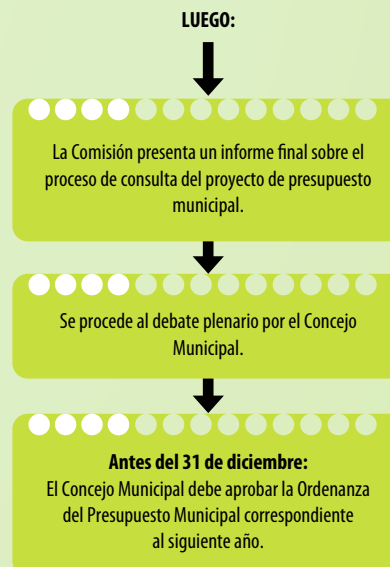 LUEGO:
La Comisión presenta un informe final sobre el
proceso de consulta del proyecto de presupuesto
municipal.
Se procede al debate plenario por el Concejo
Municipal.
Antes del 31 de diciembre:
El Concejo Municipal debe aprobar la Ordenanza
del Presupuesto Municipal correspondiente
al siguiente año.